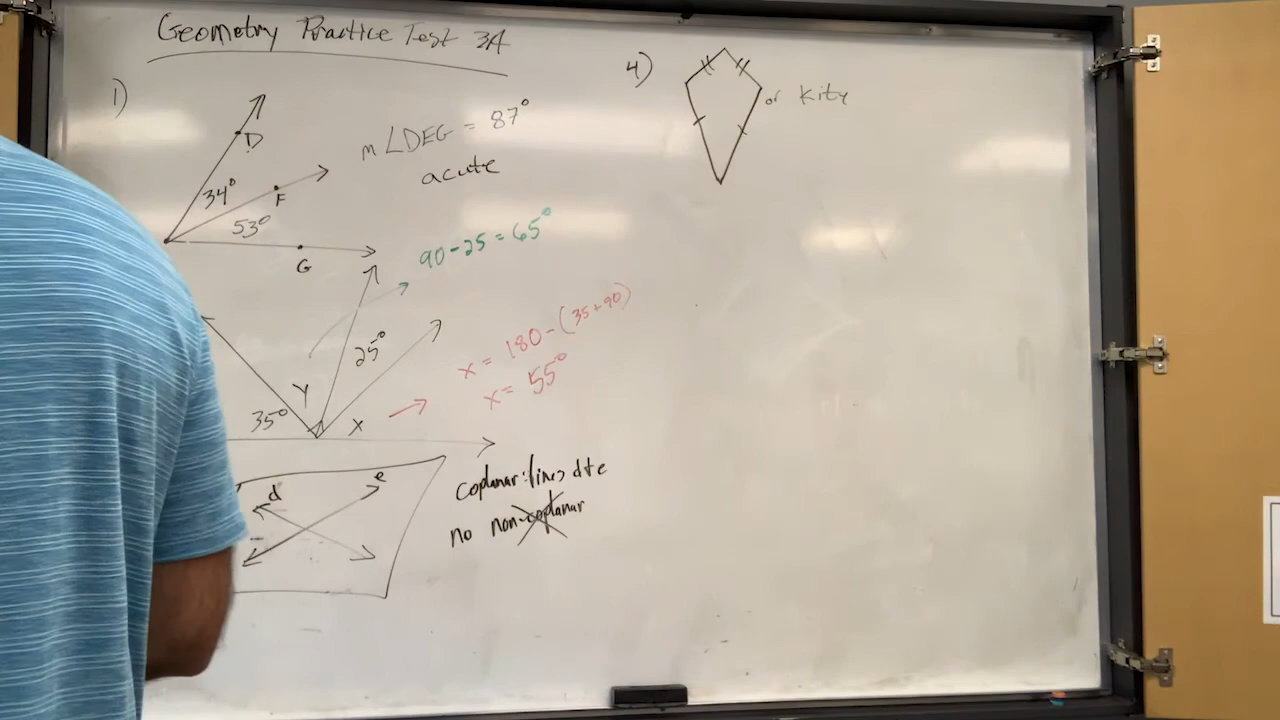 Geometry Practice Test 3A
1)
D
34°
F
53°
G
m∠DEG = 87°
acute
90-25=65°
25°
Y
35°
X
x = 180-(35+90)
x = 55°
d
e
coplanar: lines d+e
no non-coplanar
4)
or kite